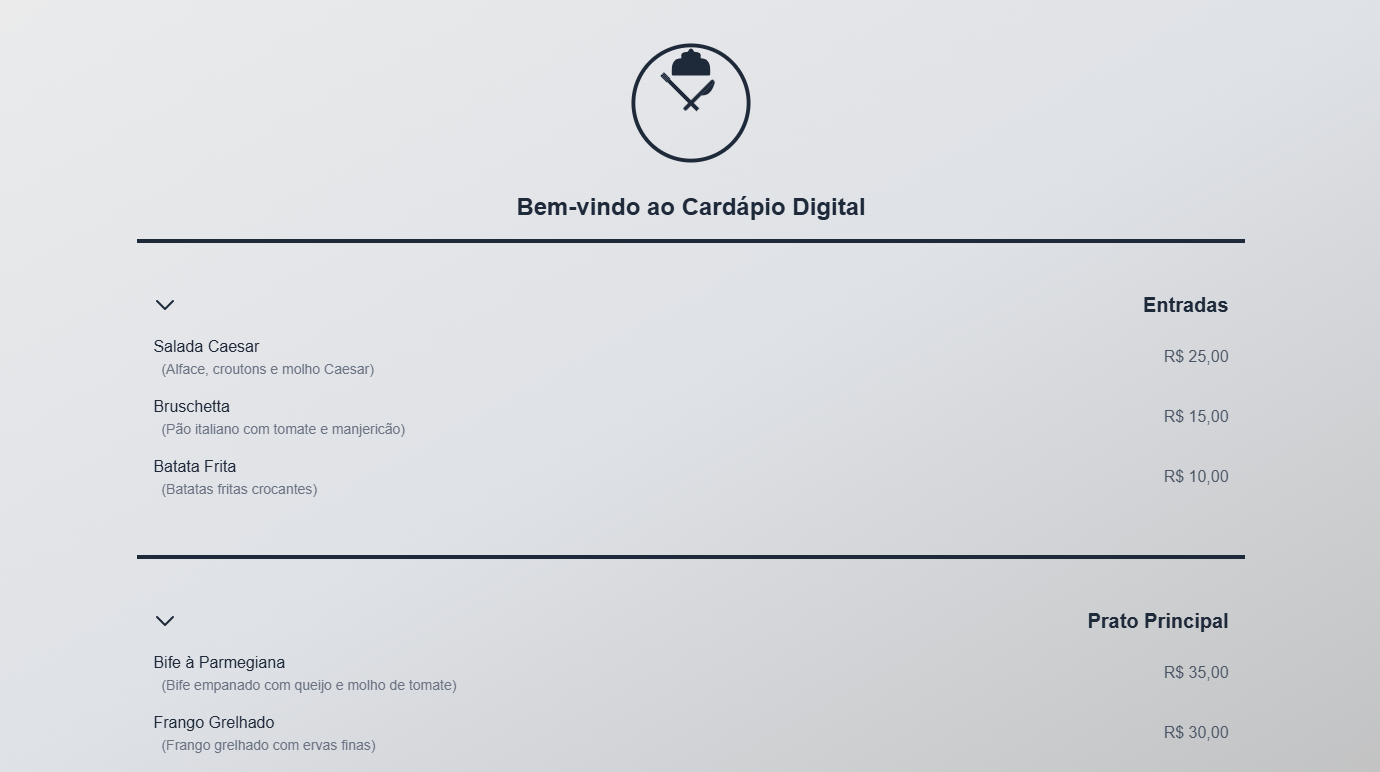 Bem-vindo ao Cardápio Digital
Entradas
Salada Caesar
(Alface, croutons e molho Caesar)
R$ 25,00
Bruschetta
(Pão italiano com tomate e manjericão)
R$ 15,00
Batata Frita
(Batatas fritas crocantes)
R$ 10,00
Prato Principal
Bife à Parmegiana
(Bife empanado com queijo e molho de tomate)
R$ 35,00
Frango Grelhado
(Frango grelhado com ervas finas)
R$ 30,00